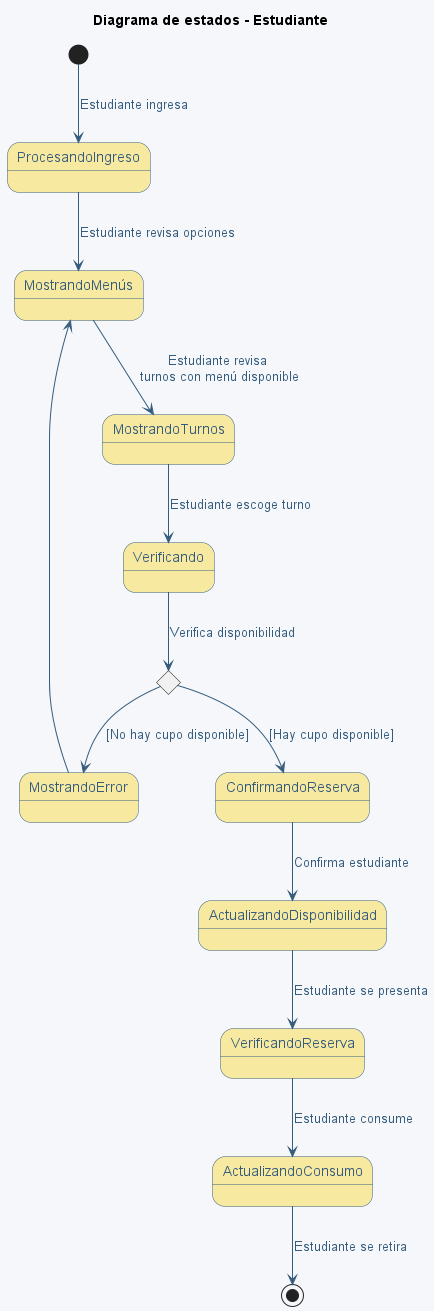 Diagrama de estados - Estudiante
Estudiante ingresa
ProcesandoIngreso
Estudiante revisa opciones
MostrandoMenús
Estudiante revisa
turnos con menú disponible
MostrandoTurnos
Estudiante escoge turno
Verificando
Verifica disponibilidad
[No hay cupo disponible]
[Hay cupo disponible]
MostrandoError
ConfirmandoReserva
Confirma estudiante
ActualizandoDisponibilidad
Estudiante se presenta
VerificandoReserva
Estudiante consume
ActualizandoConsumo
Estudiante se retira